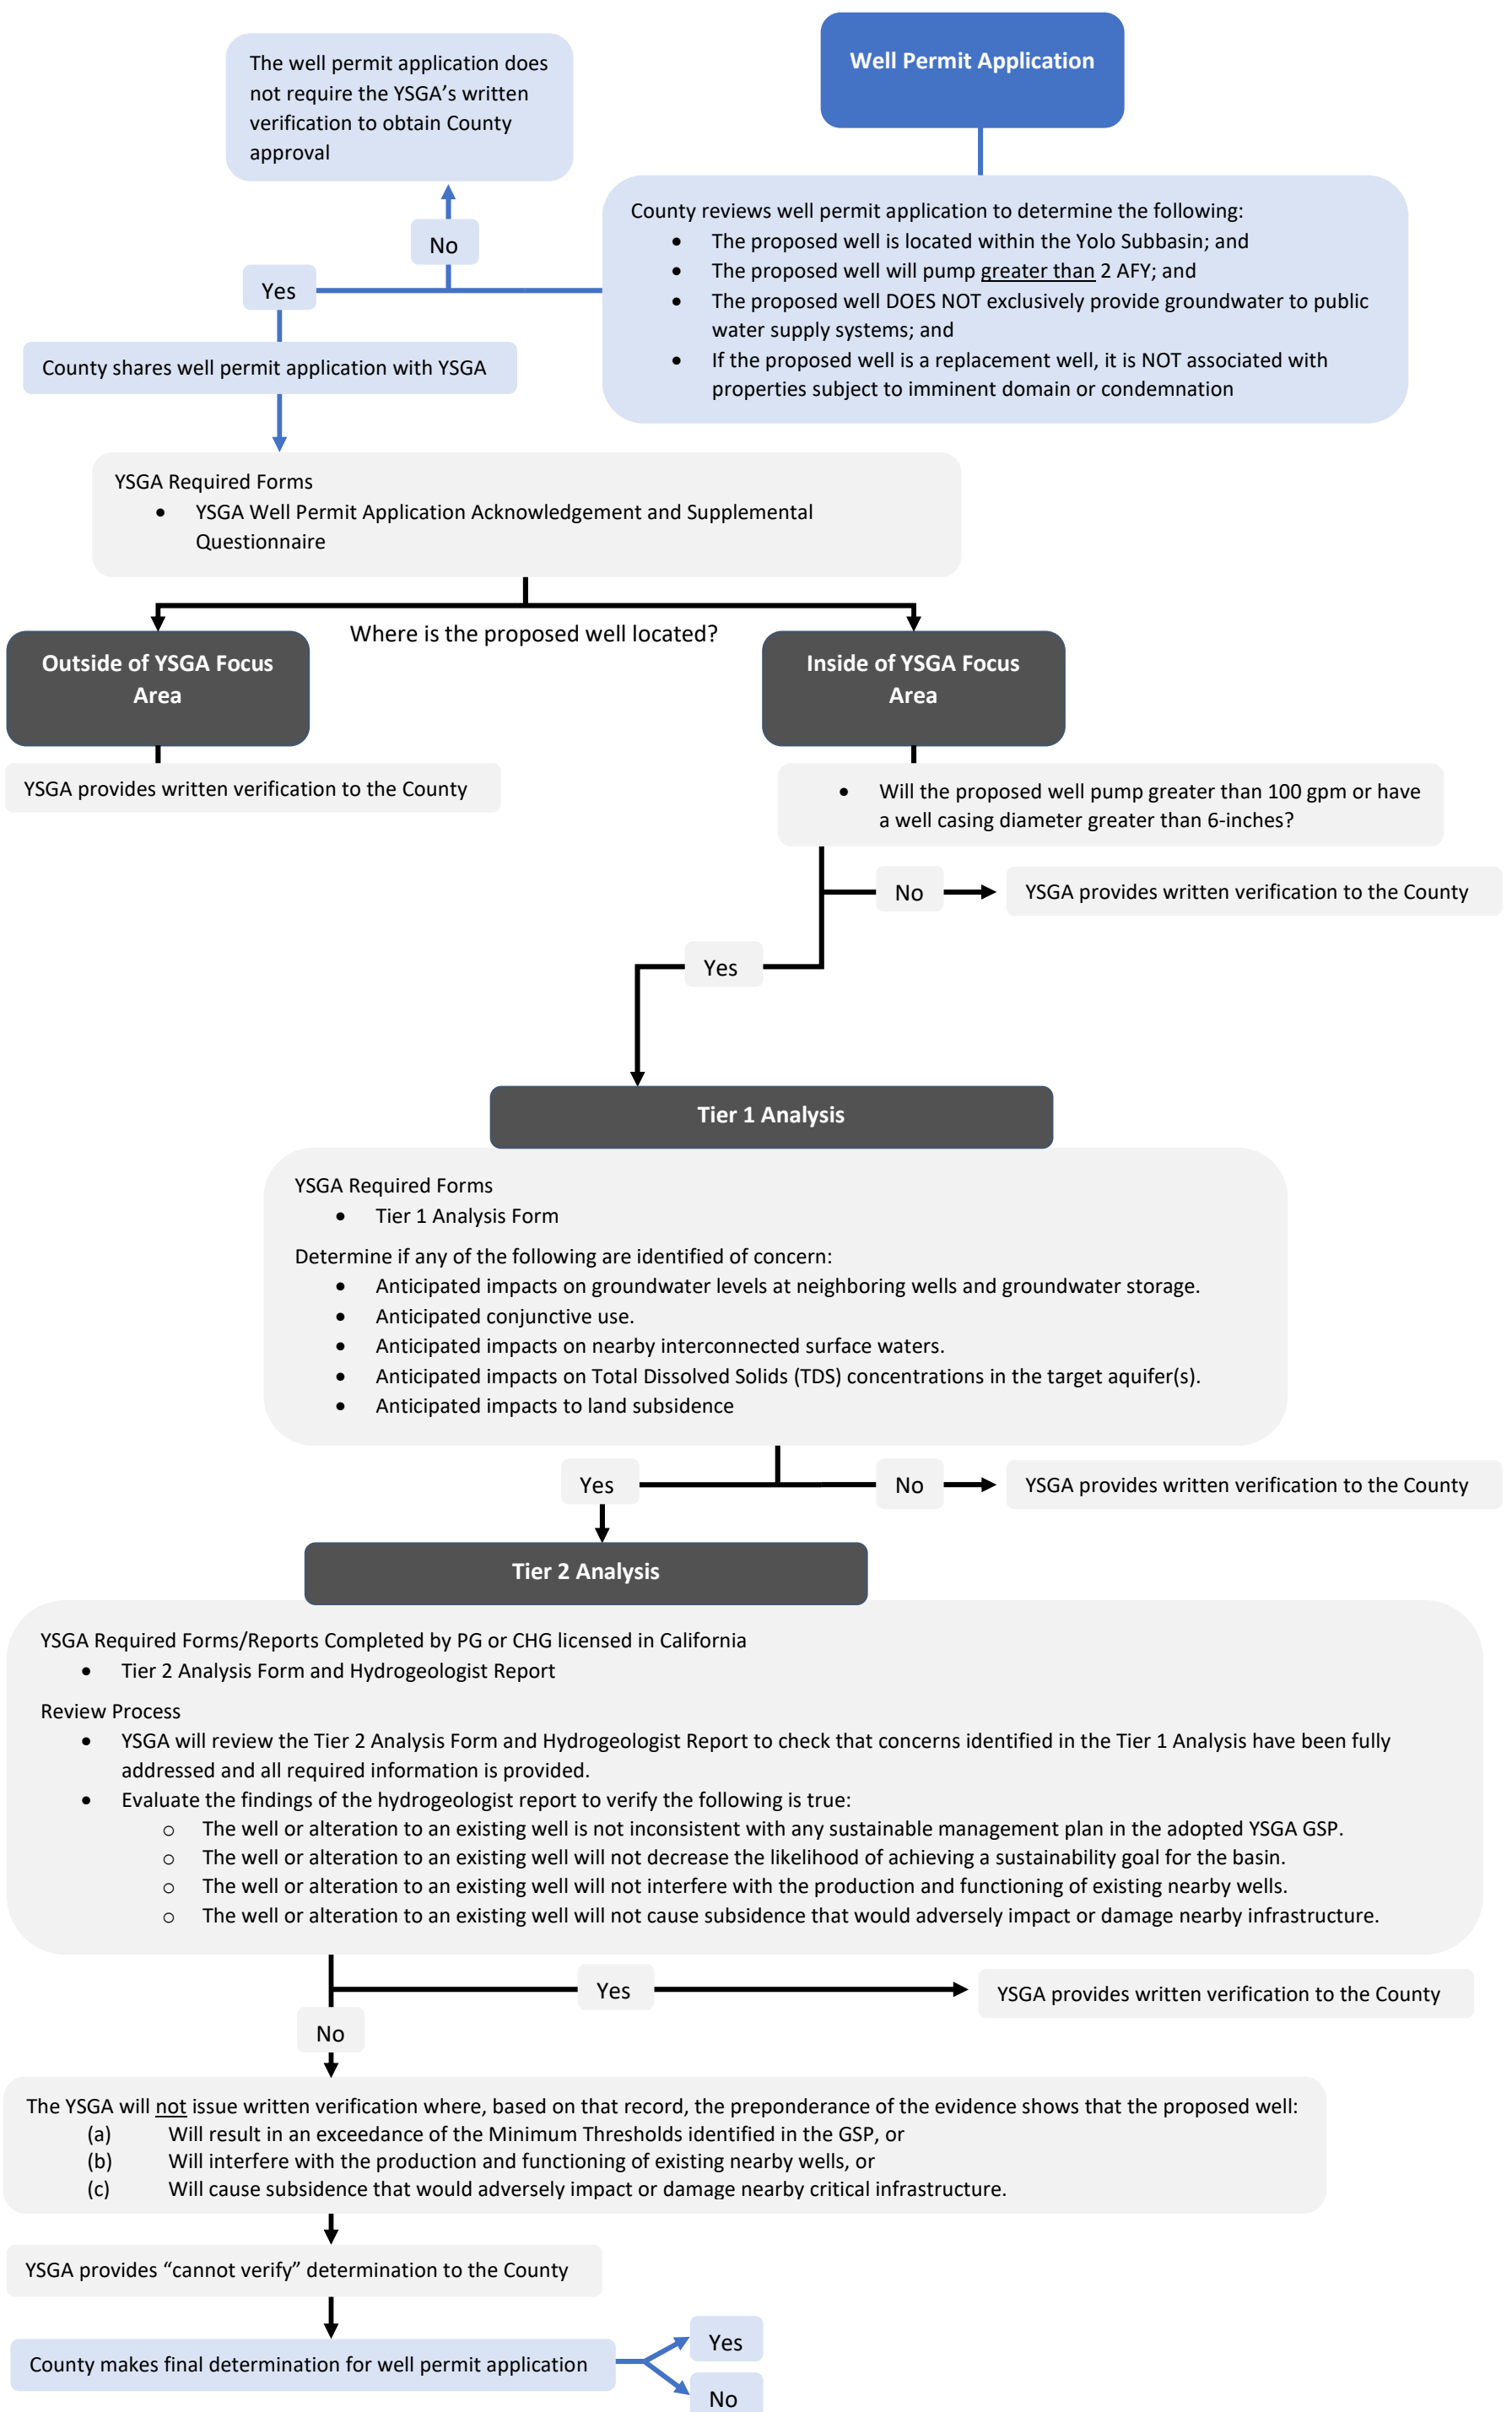 Well Permit Application
The well permit application does
not require the YSGA’s written
verification to obtain County
approval
County reviews well permit application to determine the following:
• The proposed well is located within the Yolo Subbasin; and
• The proposed well will pump greater than 2 AFY; and
• The proposed well DOES NOT exclusively provide groundwater to public
water supply systems; and
• If the proposed well is a replacement well, it is NOT associated with
properties subject to imminent domain or condemnation
No
Yes
County shares well permit application with YSGA
YSGA Required Forms
• YSGA Well Permit Application Acknowledgement and Supplemental
Questionnaire
Where is the proposed well located?
Outside of YSGA Focus
Area
Inside of YSGA Focus
Area
YSGA provides written verification to the County
• Will the proposed well pump greater than 100 gpm or have
a well casing diameter greater than 6-inches?
No
YSGA provides written verification to the County
Yes
Tier 1 Analysis
YSGA Required Forms
• Tier 1 Analysis Form
Determine if any of the following are identified of concern:
• Anticipated impacts on groundwater levels at neighboring wells and groundwater storage.
• Anticipated conjunctive use.
• Anticipated impacts on nearby interconnected surface waters.
• Anticipated impacts on Total Dissolved Solids (TDS) concentrations in the target aquifer(s).
• Anticipated impacts to land subsidence
Yes
No
YSGA provides written verification to the County
Tier 2 Analysis
YSGA Required Forms/Reports Completed by PG or CHG licensed in California
• Tier 2 Analysis Form and Hydrogeologist Report
Review Process
• YSGA will review the Tier 2 Analysis Form and Hydrogeologist Report to check that concerns identified in the Tier 1 Analysis have been fully
addressed and all required information is provided.
• Evaluate the findings of the hydrogeologist report to verify the following is true:
o The well or alteration to an existing well is not inconsistent with any sustainable management plan in the adopted YSGA GSP.
o The well or alteration to an existing well will not decrease the likelihood of achieving a sustainability goal for the basin.
o The well or alteration to an existing well will not interfere with the production and functioning of existing nearby wells.
o The well or alteration to an existing well will not cause subsidence that would adversely impact or damage nearby infrastructure.
Yes
YSGA provides written verification to the County
No
The YSGA will not issue written verification where, based on that record, the preponderance of the evidence shows that the proposed well:
(a) Will result in an exceedance of the Minimum Thresholds identified in the GSP, or
(b) Will interfere with the production and functioning of existing nearby wells, or
(c) Will cause subsidence that would adversely impact or damage nearby critical infrastructure.
YSGA provides “cannot verify” determination to the County
County makes final determination for well permit application
Yes
No